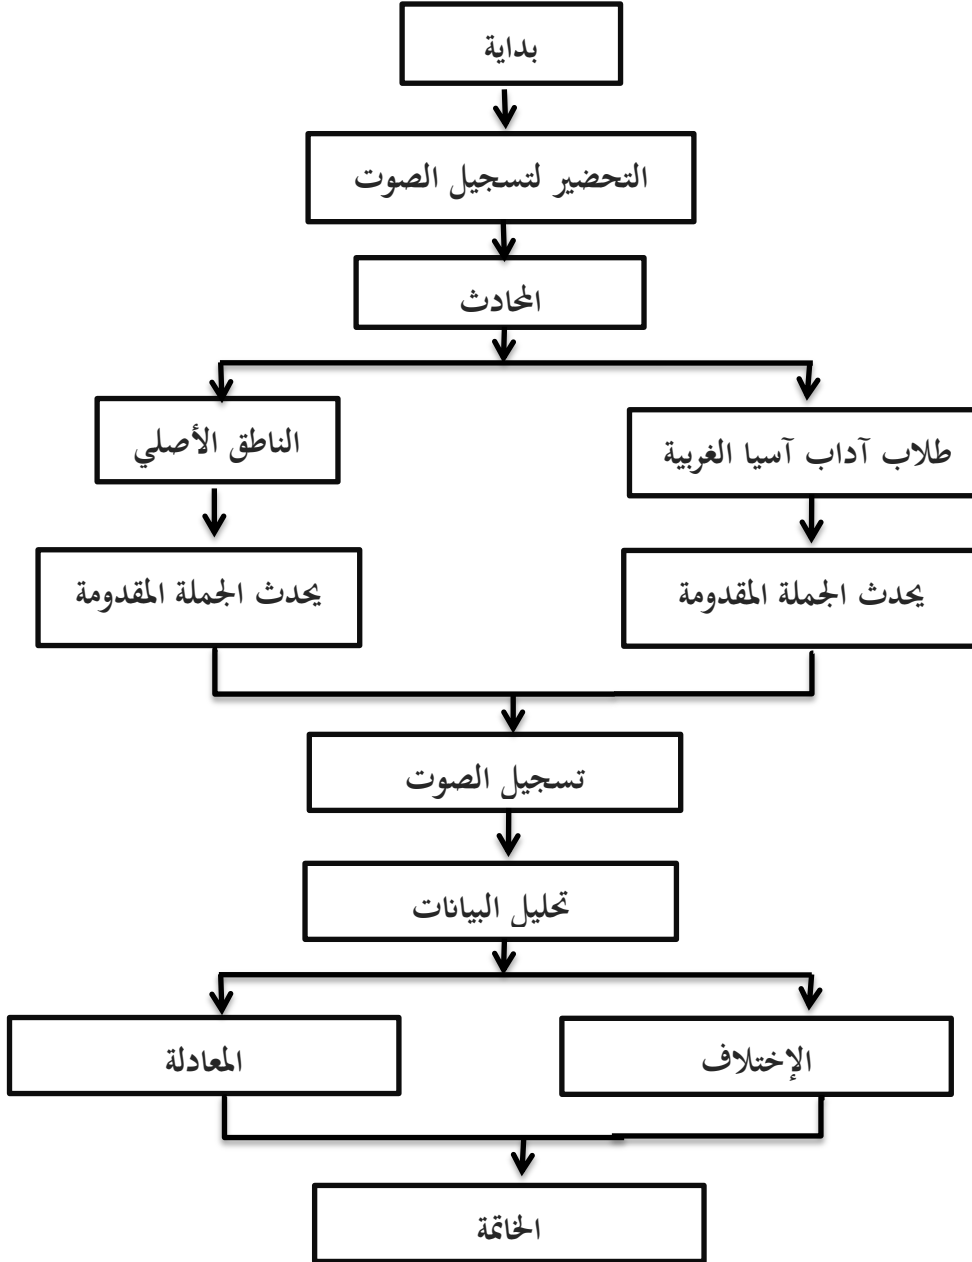 بداية
التحضير لتسجيل الصوت
المحادث
طلاب آداب آسيا الغربية
الناطق الأصلي
يحدث الجملة المقدومة
يحدث الجملة المقدومة
تسجيل الصوت
تحليل البيانات
الإختلاف
المعادلة
الخاتمة